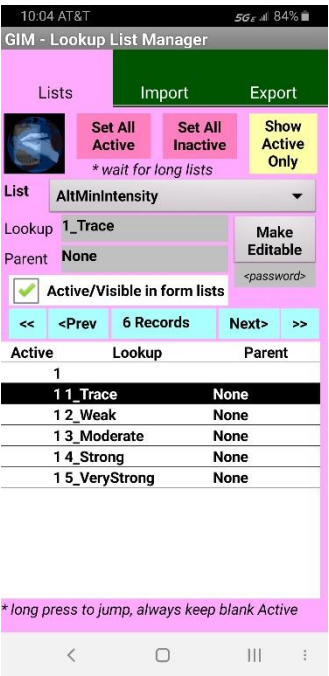 10:04 AT&T 5GE 84%
GIM - Lookup List Manager
Lists Import Export
Set All Active Set All Inactive Show Active Only
* wait for long lists
List AltMinIntensity
Lookup 1_Trace Make Editable
Parent None <password>
Active/Visible in form lists
<< <Prev 6 Records Next> >>
Active Lookup Parent
1
1 1_Trace None
1 2_Weak None
1 3_Moderate None
1 4_Strong None
1 5_VeryStrong None
* long press to jump, always keep blank Active